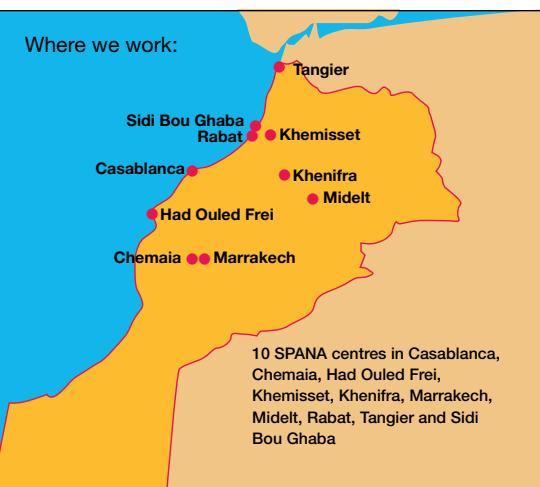 Where we work:
Tangier
Sidi Bou Ghaba
Rabat
Khemisset
Casablanca
Khenifra
Midelt
Had Ouled Frei
Chemaia
Marrakech
10 SPANA centres in Casablanca,
Chemaia, Had Ouled Frei,
Khemisset, Khenifra, Marrakech,
Midelt, Rabat, Tangier and Sidi
Bou Ghaba